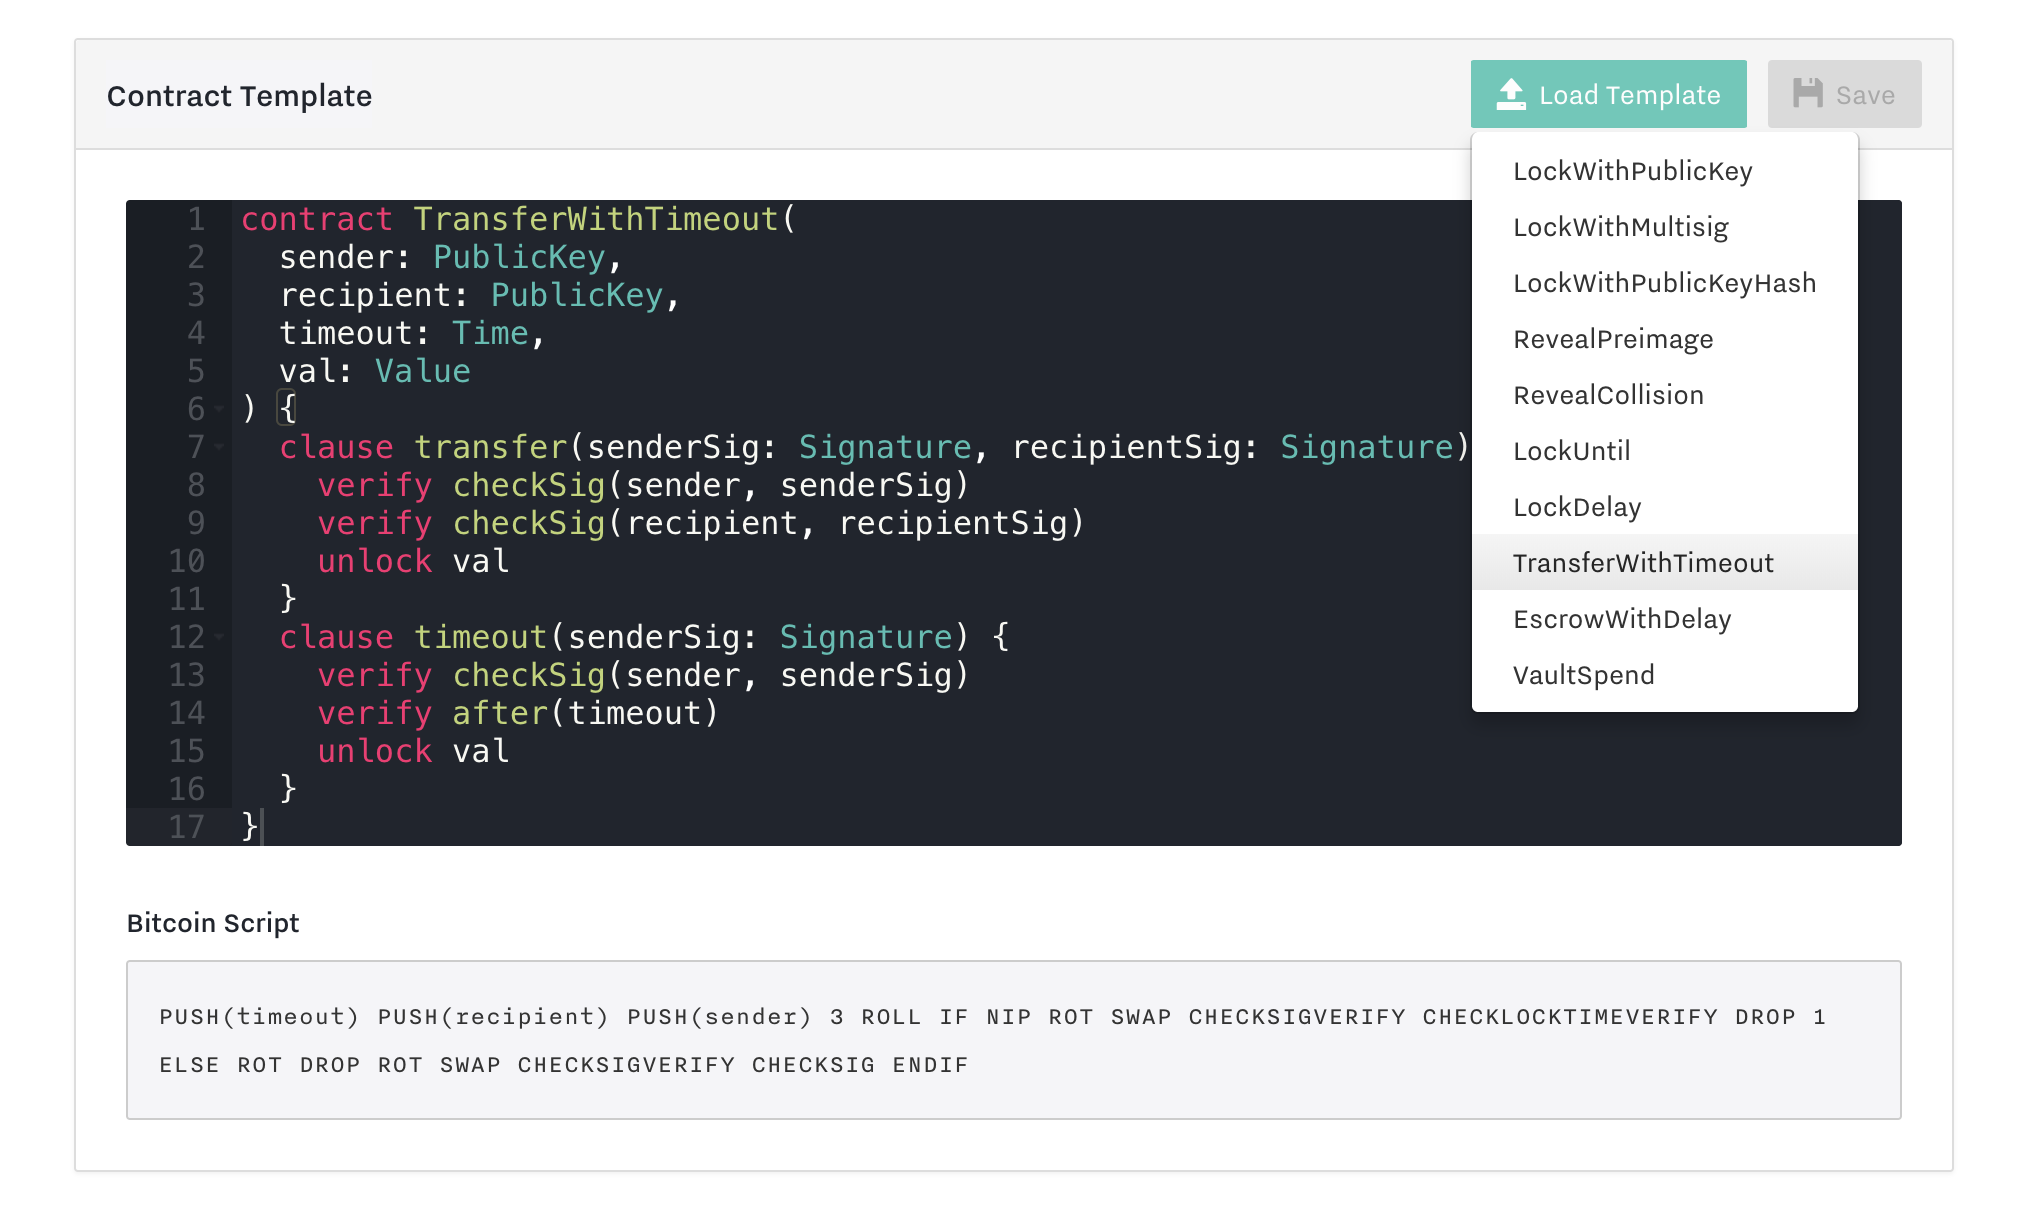 Contract Template
Load Template
Save
LockWithPublicKey
LockWithMultisig
LockWithPublicKeyHash
RevealPreimage
RevealCollision
LockUntil
LockDelay
TransferWithTimeout
EscrowWithDelay
VaultSpend
1 contract TransferWithTimeout(
2   sender: PublicKey,
3   recipient: PublicKey,
4   timeout: Time,
5   val: Value
6 ) {
7   clause transfer(senderSig: Signature, recipientSig: Signature)
8     verify checkSig(sender, senderSig)
9     verify checkSig(recipient, recipientSig)
10     unlock val
11   }
12   clause timeout(senderSig: Signature) {
13     verify checkSig(sender, senderSig)
14     verify after(timeout)
15     unlock val
16   }
17 }
Bitcoin Script
PUSH(timeout) PUSH(recipient) PUSH(sender) 3 ROLL IF NIP ROT SWAP CHECKSIGVERIFY CHECKLOCKTIMEVERIFY DROP 1
ELSE ROT DROP ROT SWAP CHECKSIGVERIFY CHECKSIG ENDIF